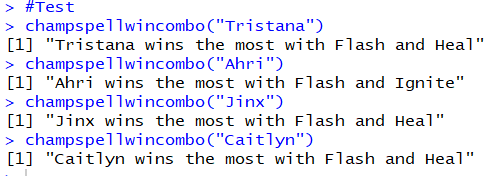 > #Test
> champspellwincombo("Tristana")
[1] "Tristana wins the most with Flash and Heal"
> champspellwincombo("Ahri")
[1] "Ahri wins the most with Flash and Ignite"
> champspellwincombo("Jinx")
[1] "Jinx wins the most with Flash and Heal"
> champspellwincombo("Caitlyn")
[1] "Caitlyn wins the most with Flash and Heal"
>